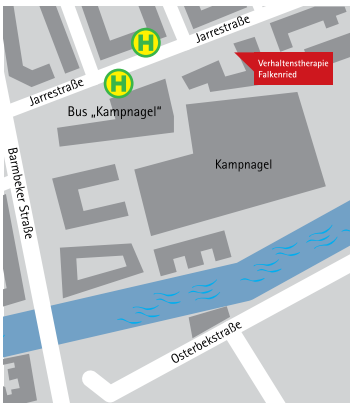 Jarrestraße
H
Verhaltenstherapie
Falkenried
H
Jarrestraße
Bus „Kampnagel“
Barmbeker Straße
Kampnagel
Osterbekstraße